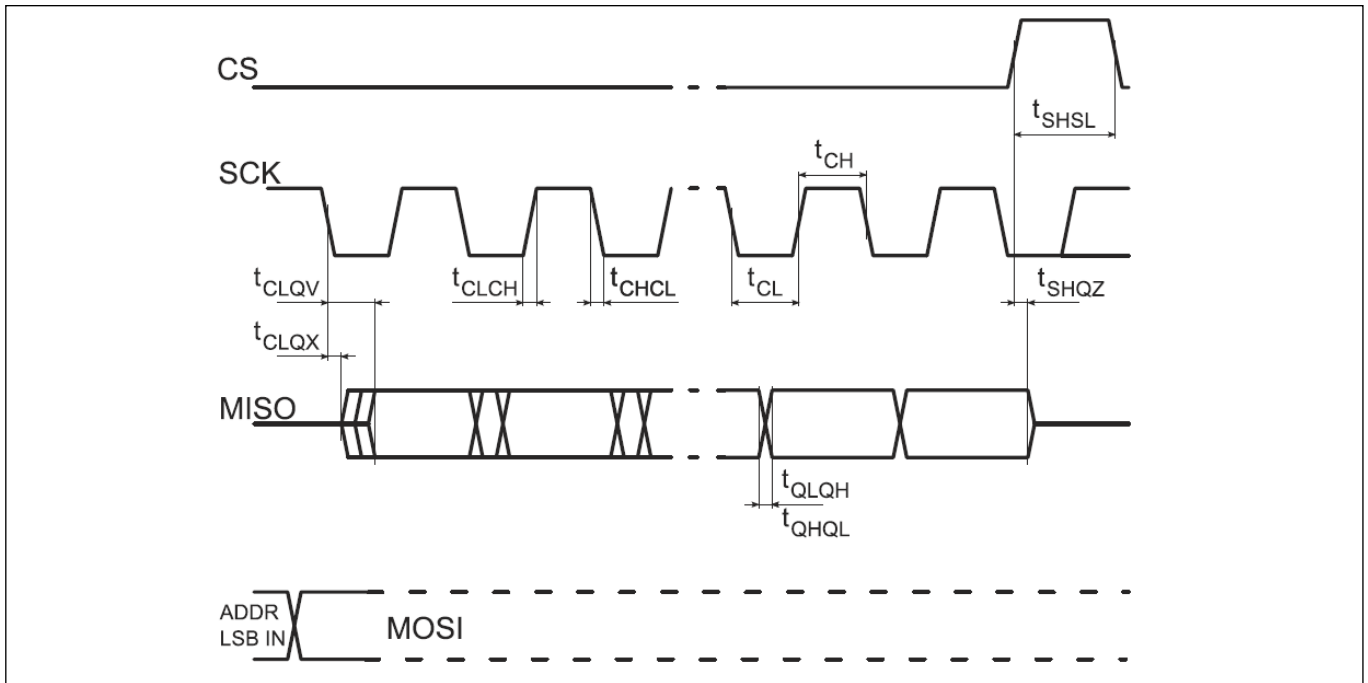 CS
tSHSL
tCH
SCK
tCLQV
tCLCH
tCHCL
tCL
tSHQZ
tCLQX
MISO
tQLQH
tQHQL
ADDR
LSB IN
MOSI